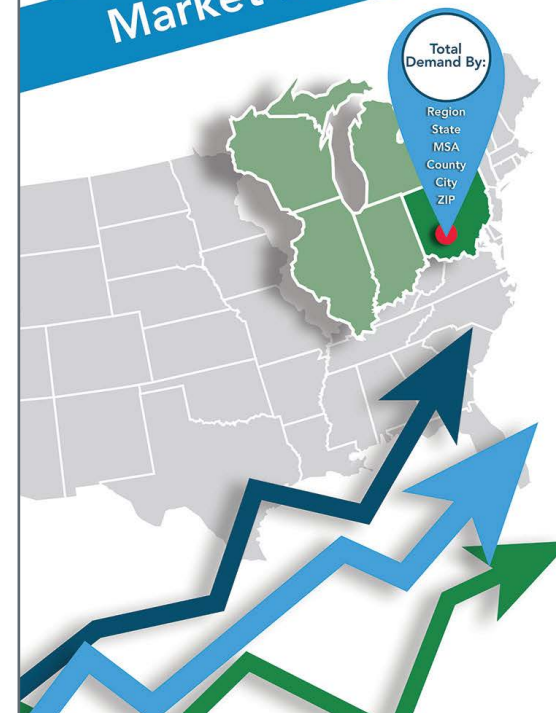 Market
Total
Demand By:
Region
State
MSA
County
City
ZIP